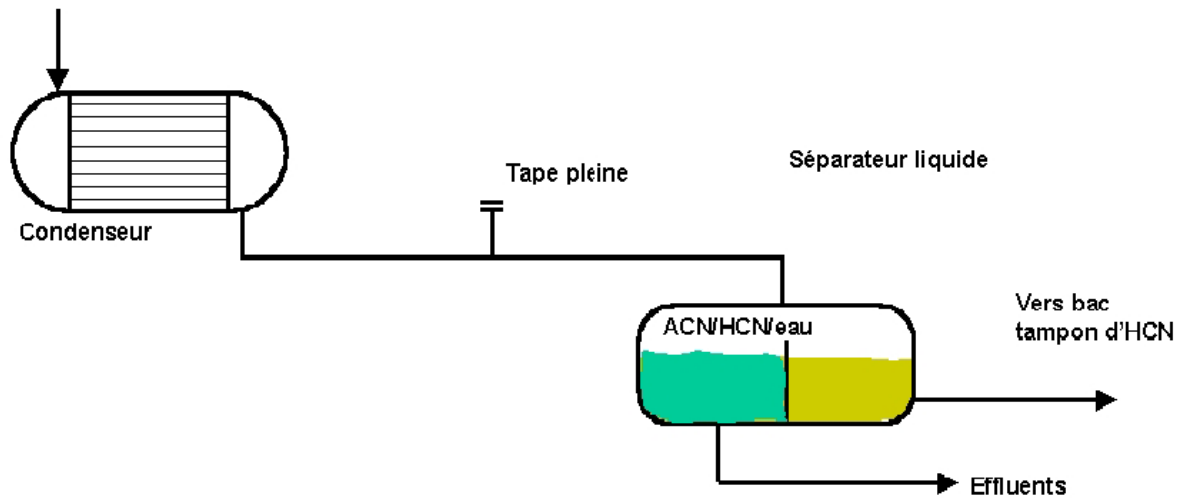 Tape pleine
Séparateur liquide
Condenseur
Vers bac
tampon d'HCN
ACN/HCN/eau
Effluents